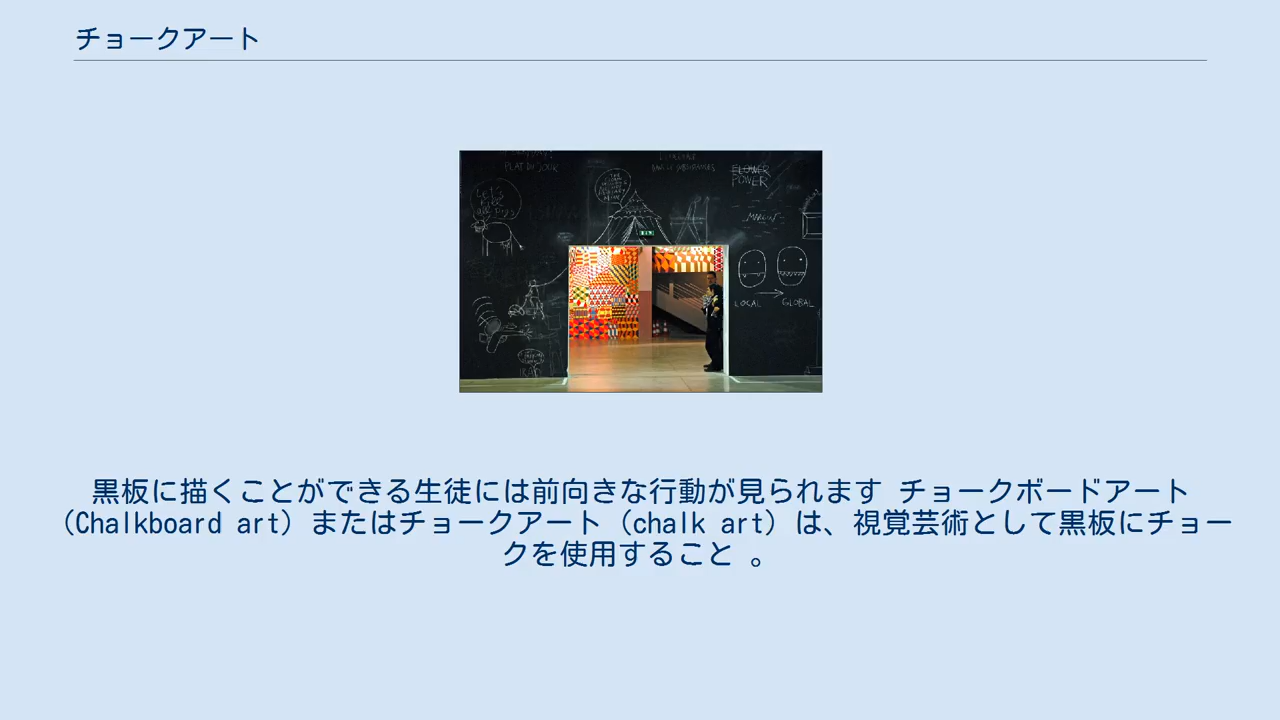 チョークアート
PLAT DU JOUR
FLOWER
POWER
LOCAL
GLOBAL
黒板に描くことができる生徒には前向きな行動が見られます チョークボードアート
（Chalkboard art）またはチョークアート（chalk art）は、視覚芸術として黒板にチョー
クを使用すること 。